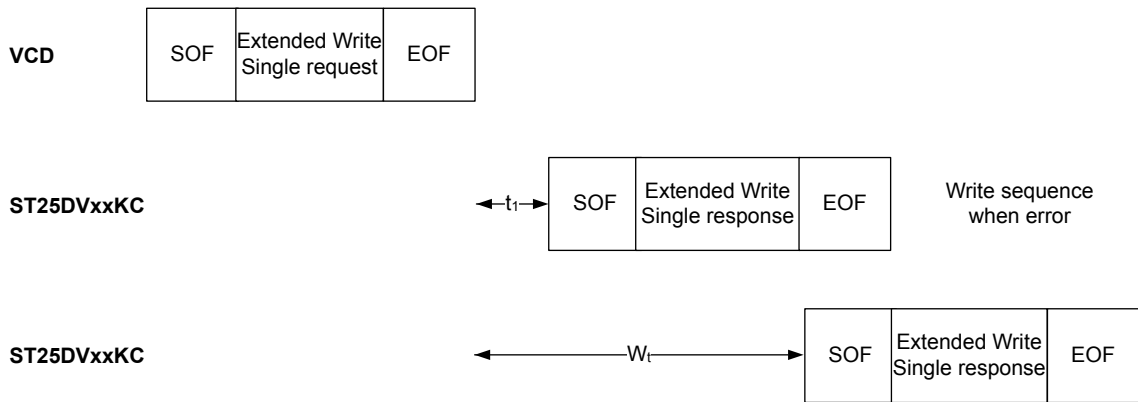 VCD
SOF
Extended Write
Single request
EOF
ST25DVxxKC
t1
SOF
Extended Write
Single response
EOF
Write sequence
when error
ST25DVxxKC
Wt
SOF
Extended Write
Single response
EOF